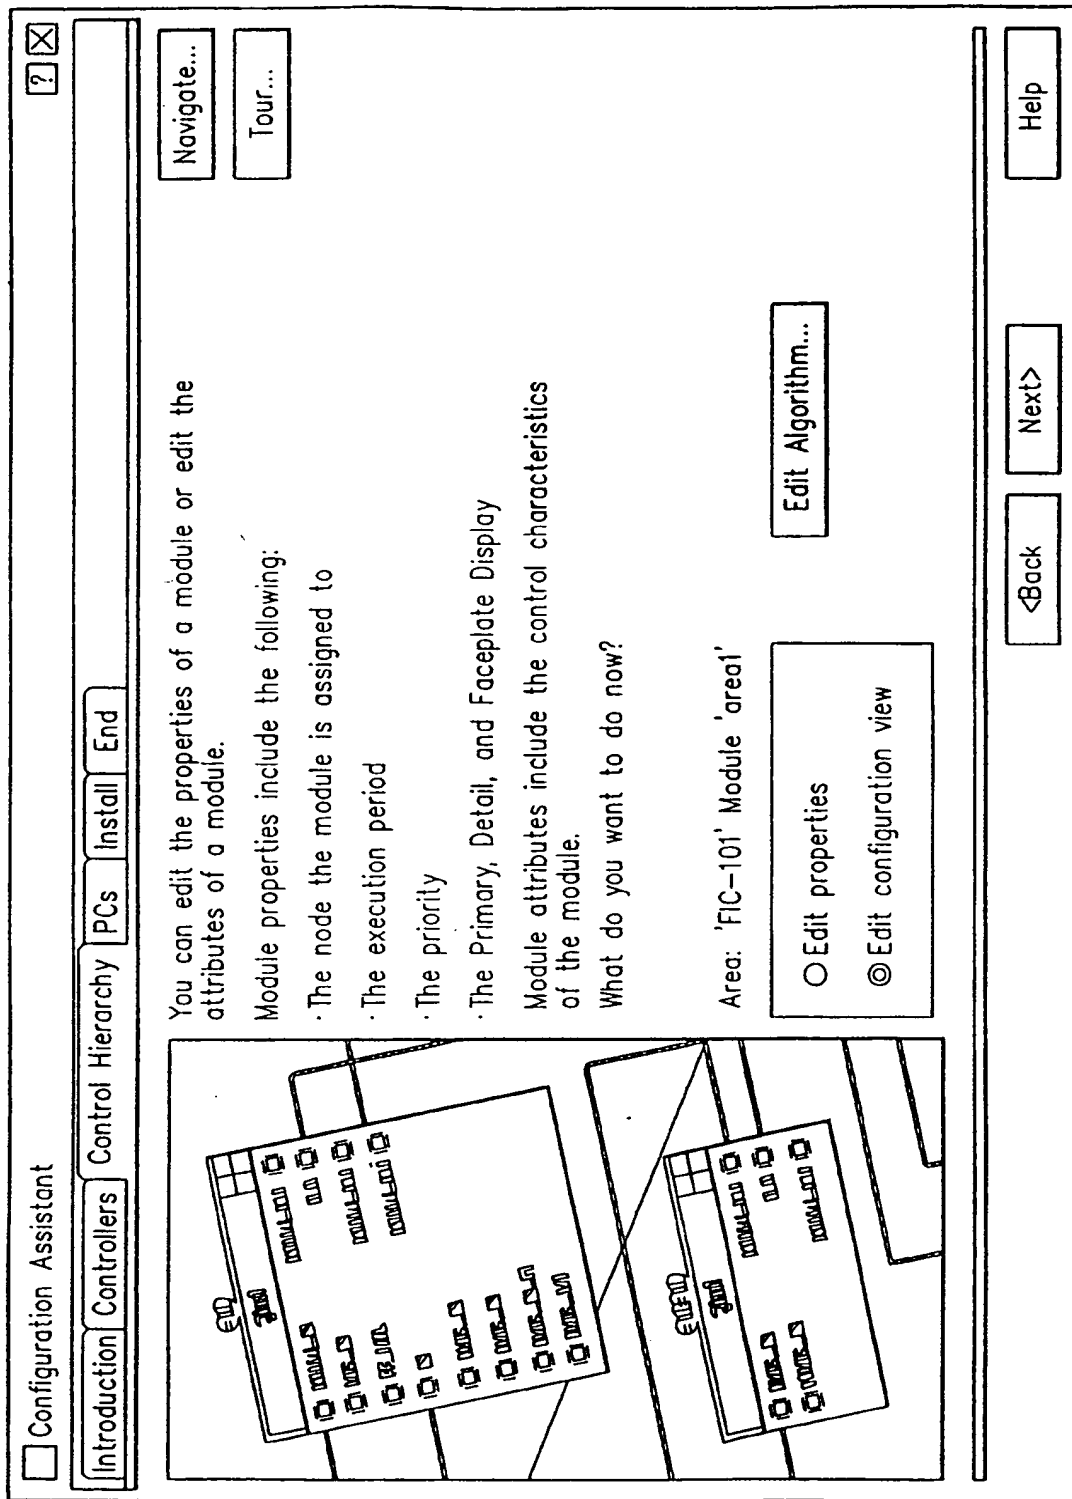 Configuration Assistant
? X
Introduction Controllers Control Hierarchy PCs Install End
You can edit the properties of a module or edit the
attributes of a module.
Module properties include the following:
· The node the module is assigned to
· The execution period
· The priority
· The Primary, Detail, and Faceplate Display
Module attributes include the control characteristics
of the module.
What do you want to do now?
Area: 'FIC-101' Module 'area1'
Edit properties
Edit configuration view
Edit Algorithm...
Navigate...
Tour...
<Back
Next>
Help